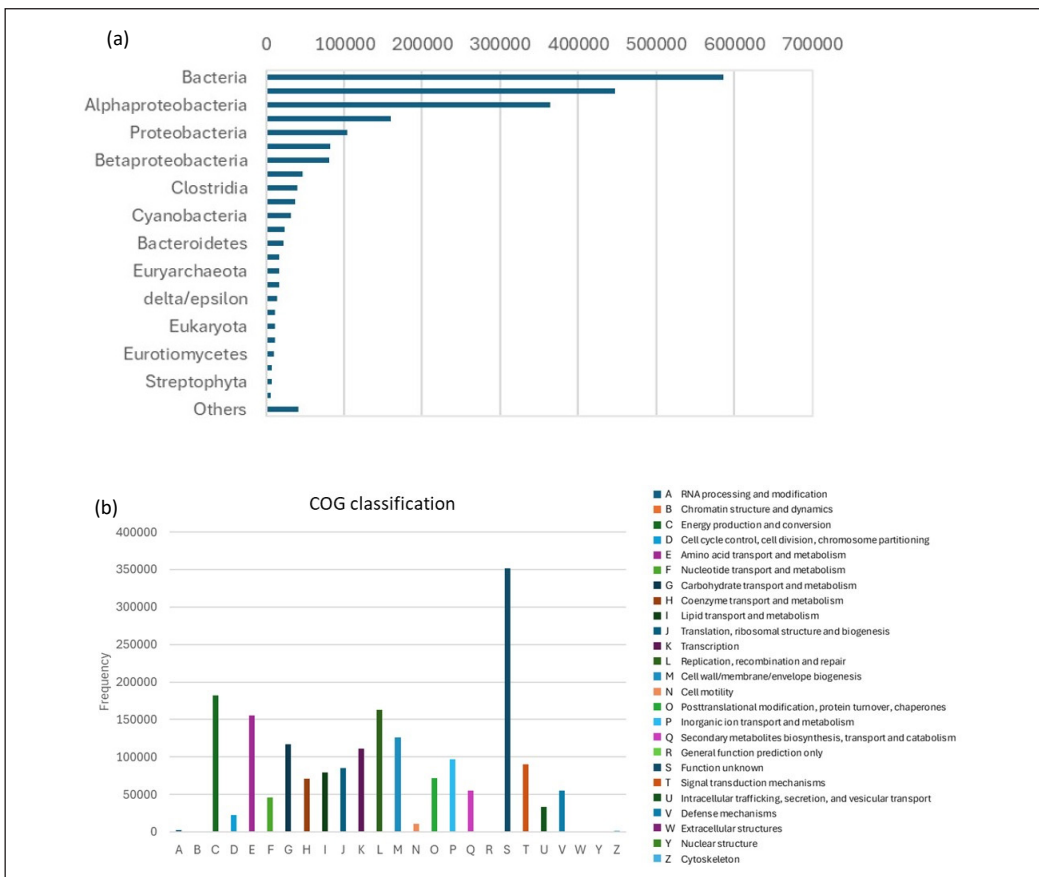 (a)
0 100000 200000 300000 400000 500000 600000 700000
Bacteria
Alphaproteobacteria
Proteobacteria
Betaproteobacteria
Clostridia
Cyanobacteria
Bacteroidetes
Euryarchaeota
delta/epsilon
Eukaryota
Eurotiomycetes
Streptophyta
Others
(b)
COG classification
Frequency
400000
350000
300000
250000
200000
150000
100000
50000
0
A B C D E F G H I J K L M N O P Q R S T U V W Y Z
A RNA processing and modification
B Chromatin structure and dynamics
C Energy production and conversion
D Cell cycle control, cell division, chromosome partitioning
E Amino acid transport and metabolism
F Nucleotide transport and metabolism
G Carbohydrate transport and metabolism
H Coenzyme transport and metabolism
I Lipid transport and metabolism
J Translation, ribosomal structure and biogenesis
K Transcription
L Replication, recombination and repair
M Cell wall/membrane/envelope biogenesis
N Cell motility
O Posttranslational modification, protein turnover, chaperones
P Inorganic ion transport and metabolism
Q Secondary metabolites biosynthesis, transport and catabolism
R General function prediction only
S Function unknown
T Signal transduction mechanisms
U Intracellular trafficking, secretion, and vesicular transport
V Defense mechanisms
W Extracellular structures
Y Nuclear structure
Z Cytoskeleton